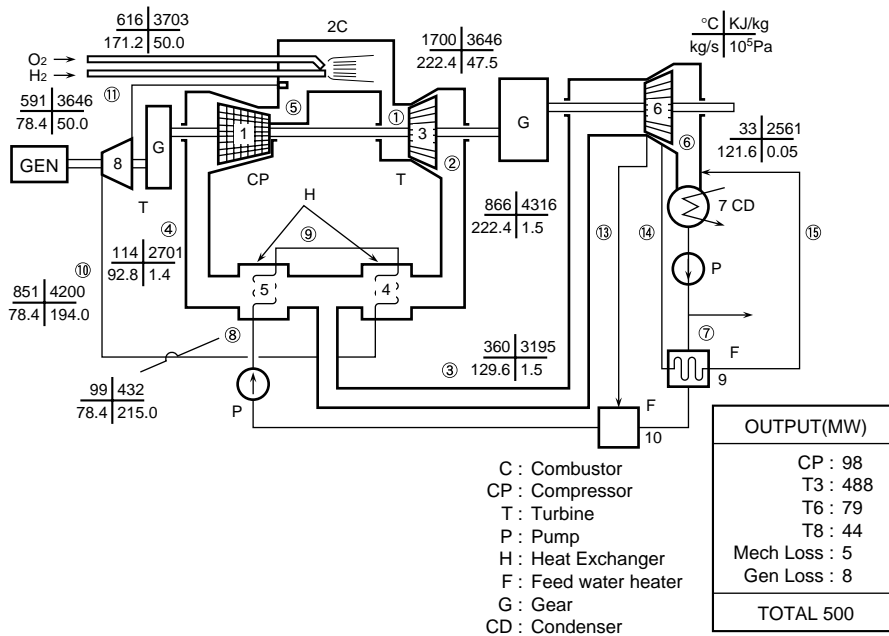 °C KJ/kg
kg/s 10⁵Pa
616 3703
171.2 50.0
2C
1700 3646
222.4 47.5
O₂
H₂
⑪
591 3646
78.4 50.0
⑤
①
G
6
1
3
②
⑥
33 2561
121.6 0.05
GEN
8
G
CP
T
T
④
H
866 4316
222.4 1.5
7 CD
⑬
⑭
⑮
⑨
114 2701
92.8 1.4
⑩
P
851 4200
78.4 194.0
5
4
⑧
⑦
F
③
360 3195
129.6 1.5
9
99 432
78.4 215.0
P
F
10
C : Combustor
CP : Compressor
T : Turbine
P : Pump
H : Heat Exchanger
F : Feed water heater
G : Gear
CD : Condenser
OUTPUT(MW)
CP : 98
T3 : 488
T6 : 79
T8 : 44
Mech Loss : 5
Gen Loss : 8
TOTAL 500